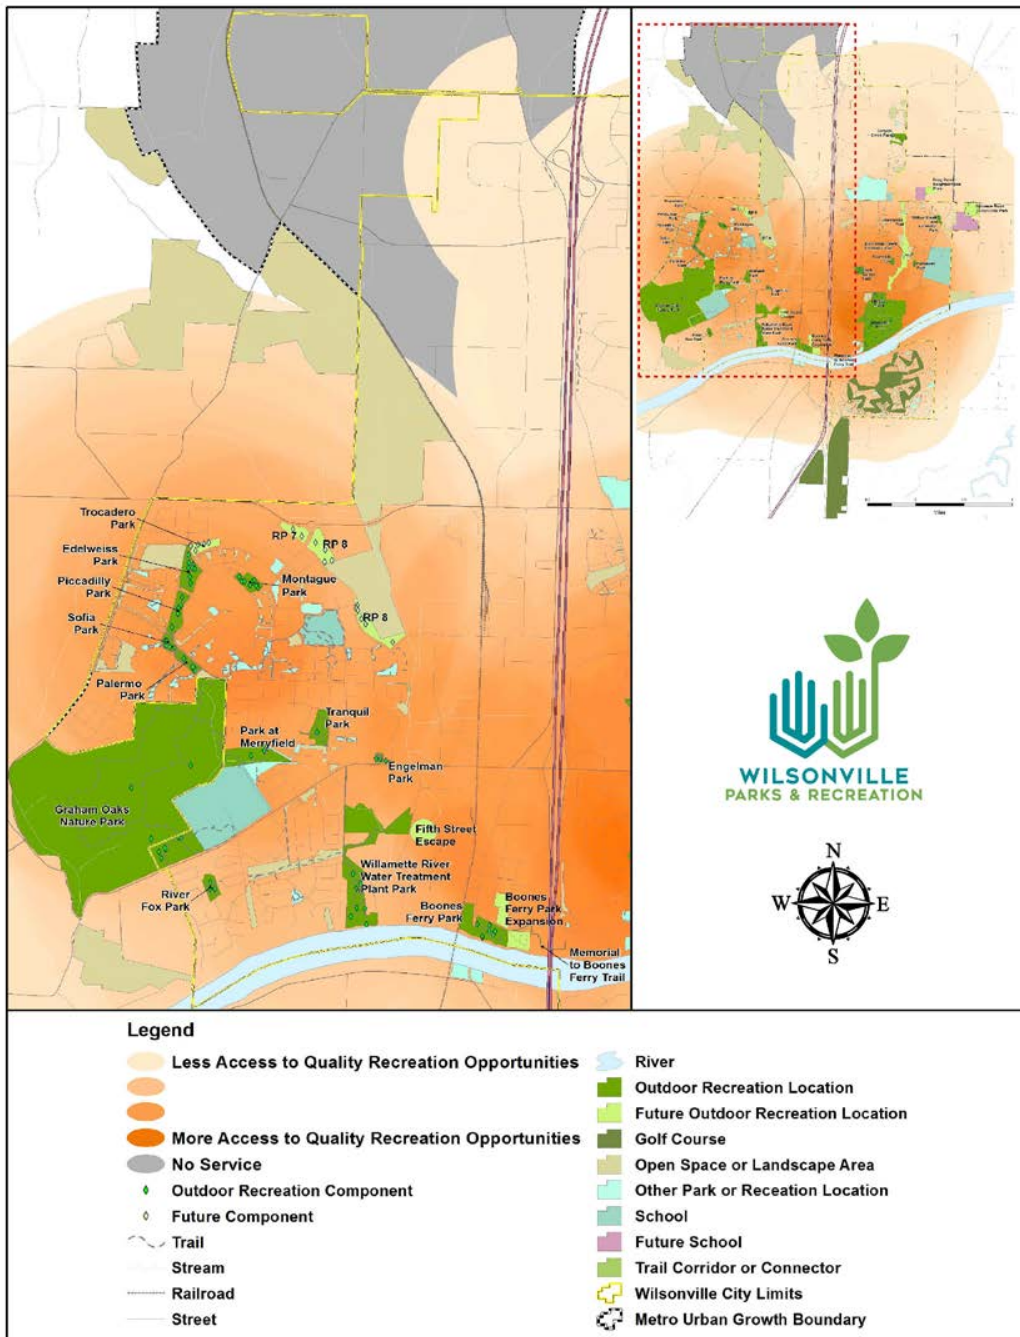 Trocadero
Park
Edelweiss
Park
Piccadilly
Park
Sofia
Park
Palermo
Park
RP 7
RP 6
Montague
Park
RP 8
Tranquil
Park
Park at
Merryfield
Engelman
Park
Graham Oaks
Nature Park
Fifth Street
Escape
Willamette River
Water Treatment
Plant Park
River
Fox Park
Boones
Ferry Park
Boones
Ferry Park
Expansion
Memorial
to Boones
Ferry Trail
WILSONVILLE
PARKS & RECREATION
N
W
E
S
Legend
Less Access to Quality Recreation Opportunities
More Access to Quality Recreation Opportunities
No Service
Outdoor Recreation Component
Future Component
Trail
Stream
Railroad
Street
River
Outdoor Recreation Location
Future Outdoor Recreation Location
Golf Course
Open Space or Landscape Area
Other Park or Receation Location
School
Future School
Trail Corridor or Connector
Wilsonville City Limits
Metro Urban Growth Boundary